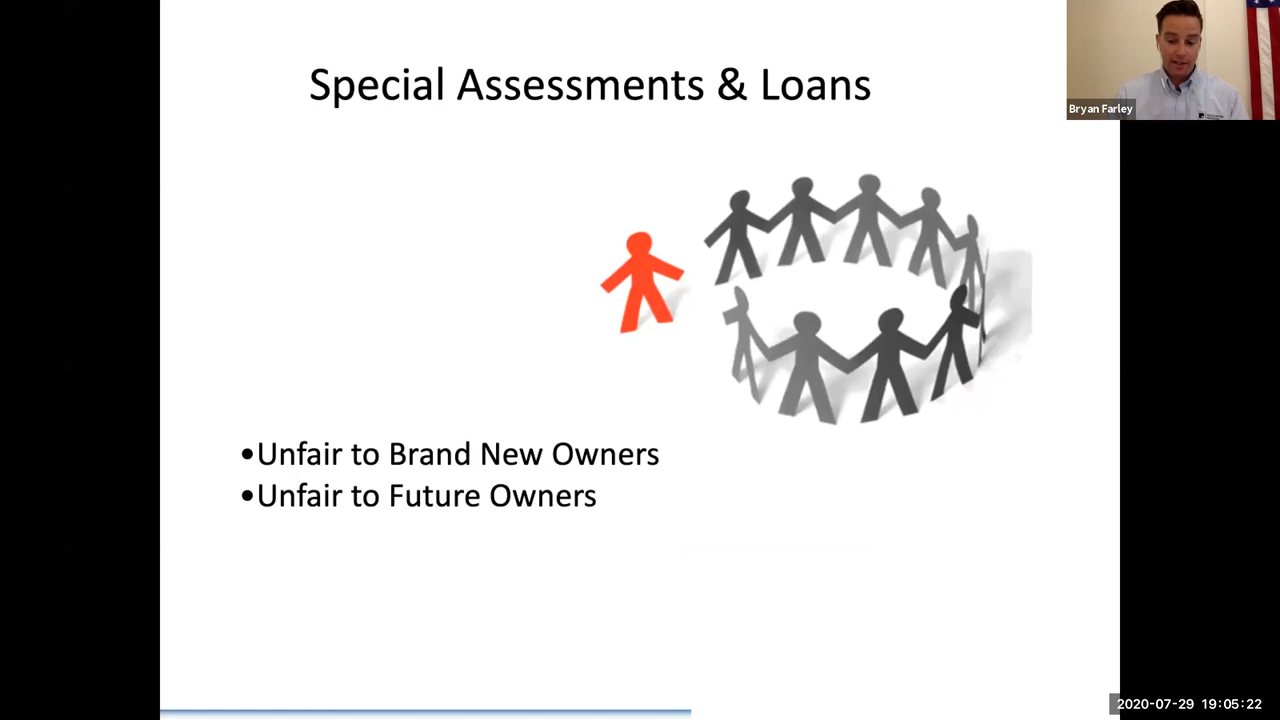 Special Assessments & Loans
Bryan Farley
•Unfair to Brand New Owners
•Unfair to Future Owners
2020-07-29 19:05:22